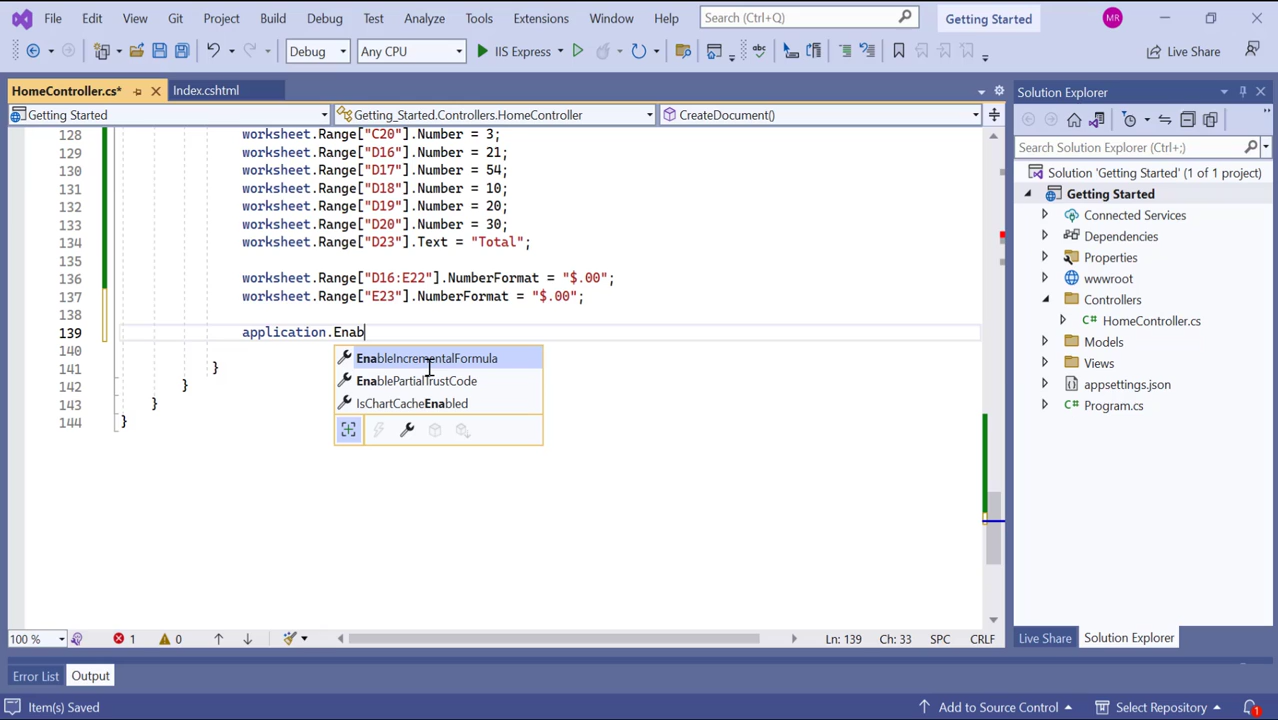 File Edit View Git Project Build Debug Test Analyze Tools Extensions Window Help Search (Ctrl+Q) Getting Started MR
Debug Any CPU IIS Express Live Share
HomeController.cs* Index.cshtml
Getting Started Getting_Started.Controllers.HomeController CreateDocument()
128 worksheet.Range["C20"].Number = 3;
129 worksheet.Range["D16"].Number = 21;
130 worksheet.Range["D17"].Number = 54;
131 worksheet.Range["D18"].Number = 10;
132 worksheet.Range["D19"].Number = 20;
133 worksheet.Range["D20"].Number = 30;
134 worksheet.Range["D23"].Text = "Total";
135
136 worksheet.Range["D16:E22"].NumberFormat = "$.00";
137 worksheet.Range["E23"].NumberFormat = "$.00";
138
139 application.Enab
140
141 }
142 }
143 }
144 }
EnableIncrementalFormula
EnablePartialTrustCode
IsChartCacheEnabled
100 % 1 0 Ln: 139 Ch: 33 SPC CRLF
Solution Explorer
Search Solution Explorer (Ctrl+;)
Solution 'Getting Started' (1 of 1 project)
Getting Started
Connected Services
Dependencies
Properties
wwwroot
Controllers
C# HomeController.cs
Models
Views
appsettings.json
C# Program.cs
Live Share Solution Explorer
Error List Output
Item(s) Saved Add to Source Control Select Repository 1